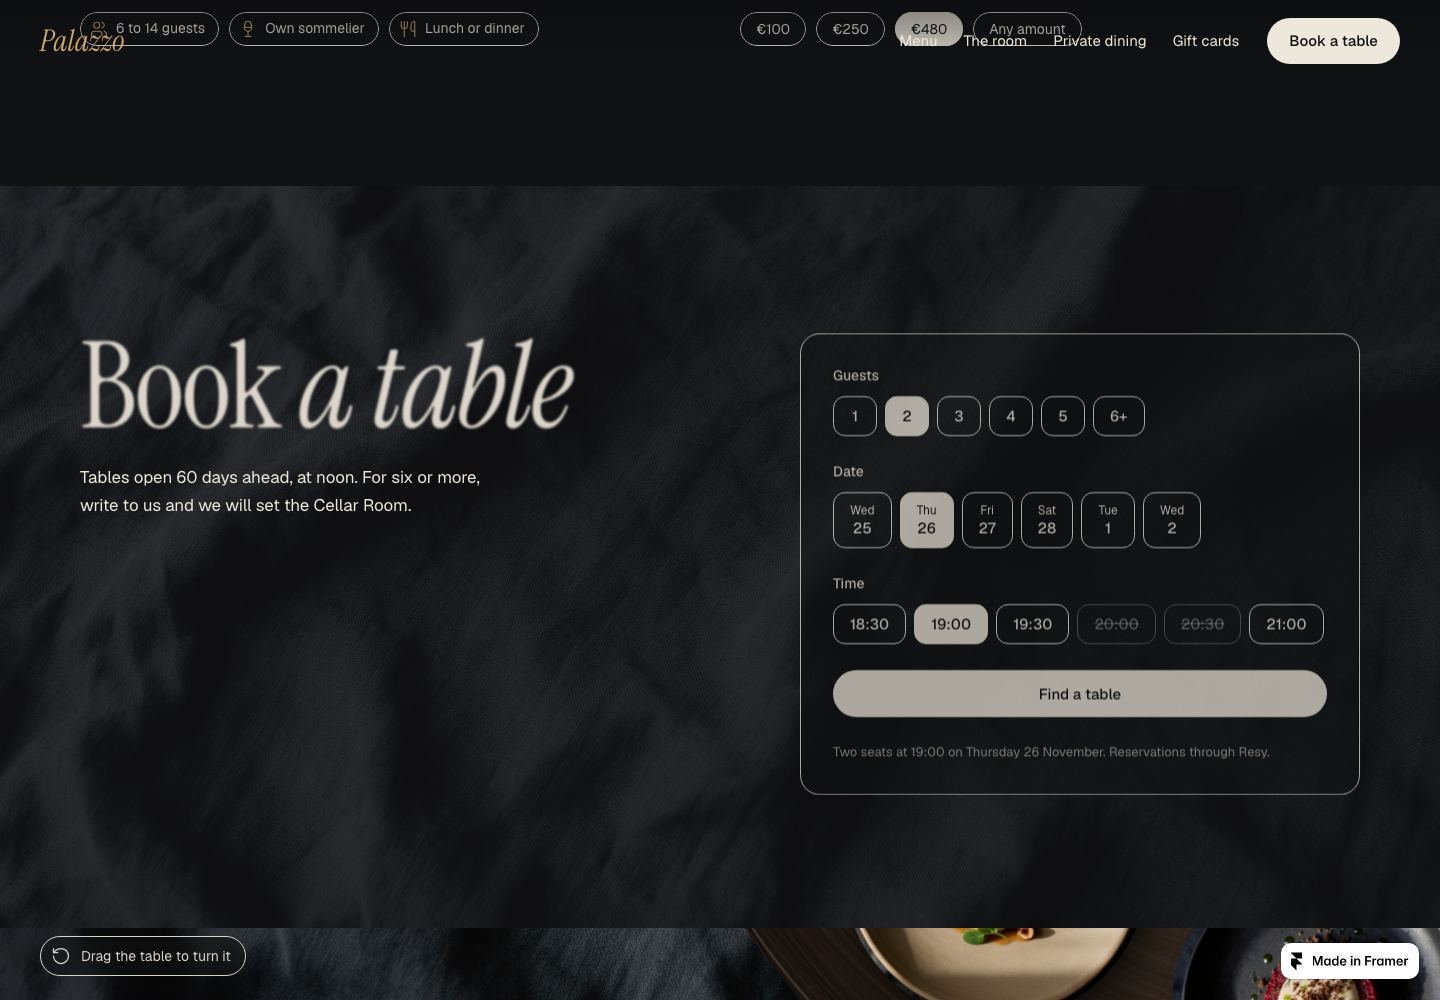 Palazzo
6 to 14 guests
Own sommelier
Lunch or dinner
€100
€250
€480
Any amount
Menu
The room
Private dining
Gift cards
Book a table
Book a table
Tables open 60 days ahead, at noon. For six or more,
write to us and we will set the Cellar Room.
Guests
1 2 3 4 5 6+
Date
Wed Thu Fri Sat Tue Wed
25 26 27 28 1 2
Time
18:30 19:00 19:30 20:00 20:30 21:00
Find a table
Two seats at 19:00 on Thursday 26 November. Reservations through Resy.
Drag the table to turn it
Made in Framer